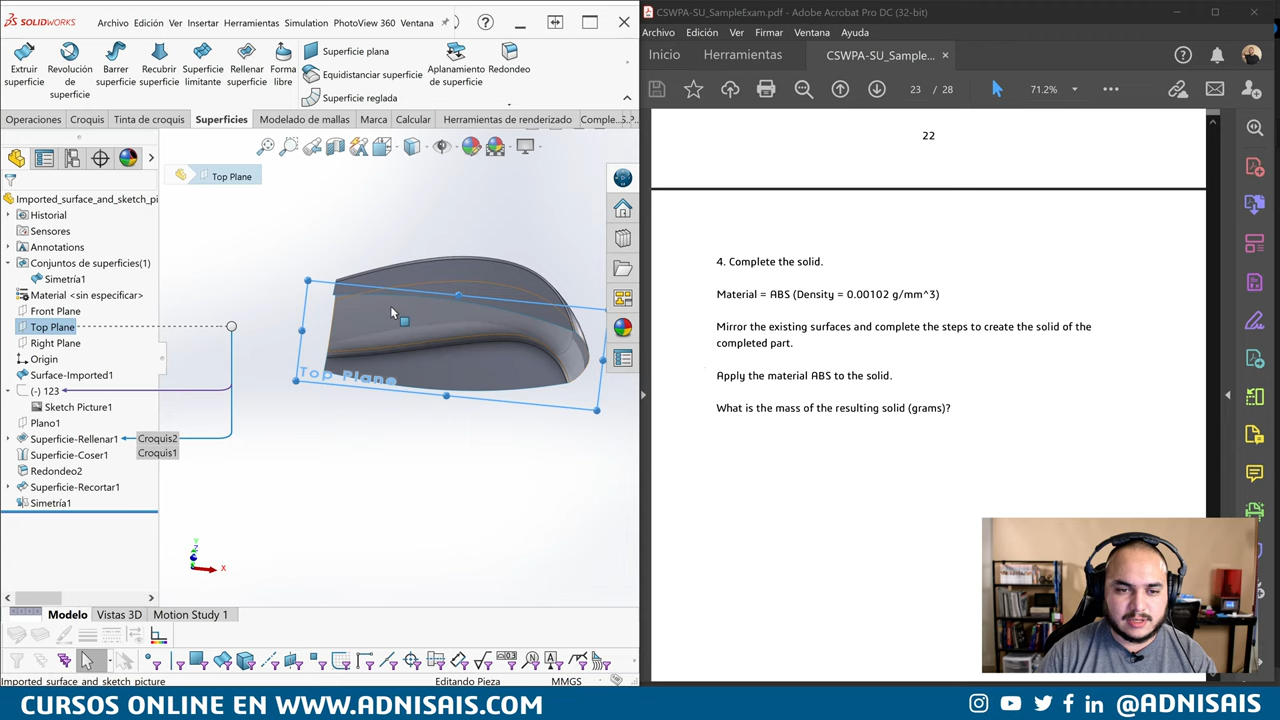 SOLIDWORKS
Archivo Edición Ver Insertar Herramientas Simulation PhotoView 360 Ventana
Extruir superficie
Revolución de superficie
Barrer superficie
Recubrir superficie
Superficie limitante
Rellenar superficie
Forma libre
Superficie plana
Equidistanciar superficie
Superficie reglada
Aplanamiento de superficie
Redondeo
Operaciones Croquis Tinta de croquis Superficies Modelado de mallas Marca Calcular Herramientas de renderizado Comple...
Top Plane
Imported_surface_and_sketch_pi
Historial
Sensores
Annotations
Conjuntos de superficies(1)
Simetría1
Material <sin especificar>
Front Plane
Top Plane
Right Plane
Origin
Surface-Imported1
(-) 123
Sketch Picture1
Plano1
Superficie-Rellenar1
Croquis2
Croquis1
Superficie-Coser1
Redondeo2
Superficie-Recortar1
Simetría1
Top Plane
Y
Z
X
Modelo Vistas 3D Motion Study 1
Imported surface and sketch picture
Editando Pieza
MMGS
CSWPA-SU_SampleExam.pdf - Adobe Acrobat Pro DC (32-bit)
Archivo Edición Ver Firmar Ventana Ayuda
Inicio Herramientas CSWPA-SU_Sample... ×
23 / 28
71.2%
22
4. Complete the solid.
Material = ABS (Density = 0.00102 g/mm^3)
Mirror the existing surfaces and complete the steps to create the solid of the
completed part.
Apply the material ABS to the solid.
What is the mass of the resulting solid (grams)?
CURSOS ONLINE EN WWW.ADNISAIS.COM
@ADNISAIS